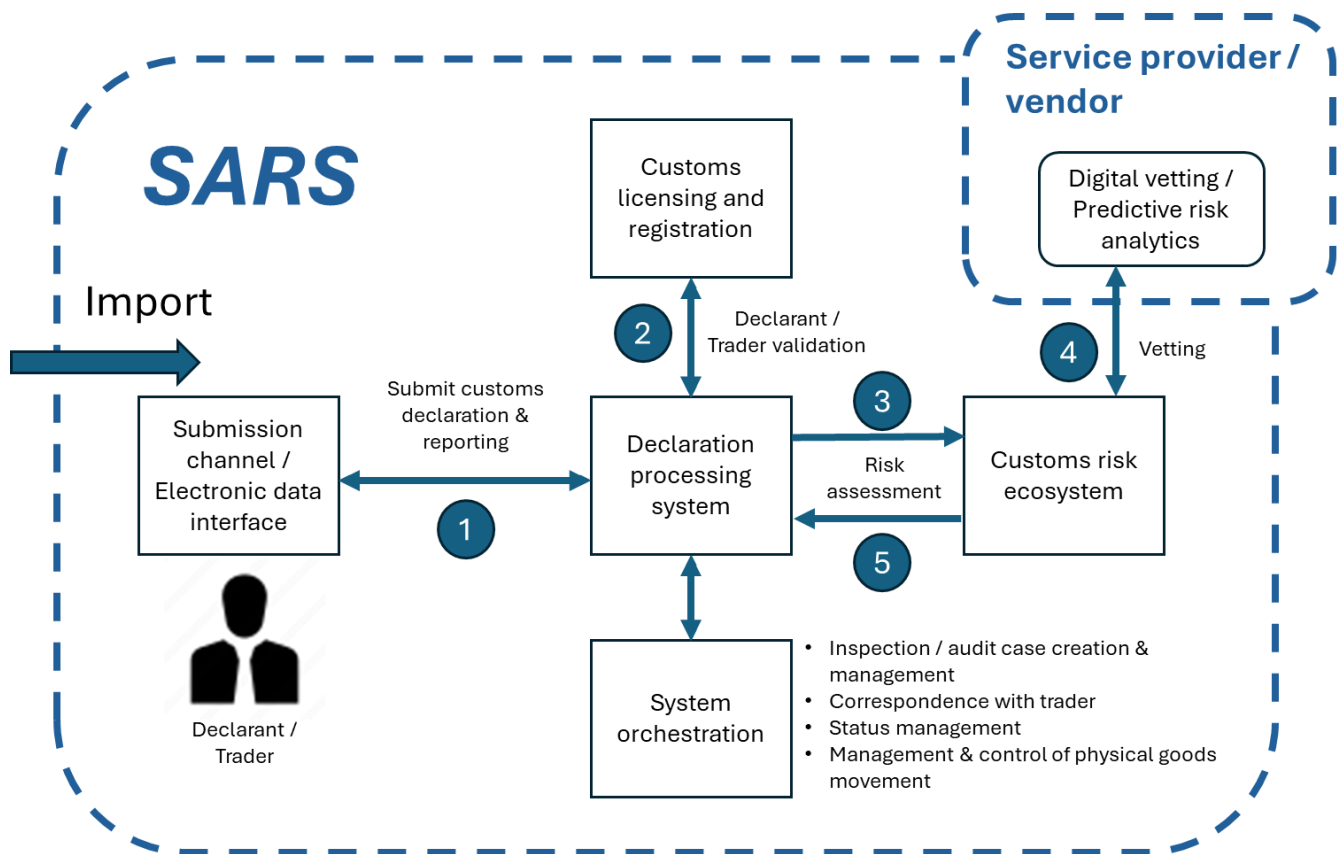 Service provider /
vendor
SARS
Customs
licensing and
registration
Digital vetting /
Predictive risk
analytics
Import
2
Declarant /
Trader validation
4
Vetting
Submit customs
declaration &
reporting
3
Submission
channel /
Electronic data
interface
Declaration
processing
system
Risk
assessment
Customs risk
ecosystem
1
5
Declarant /
Trader
System
orchestration
• Inspection / audit case creation &
management
• Correspondence with trader
• Status management
• Management & control of physical goods
movement